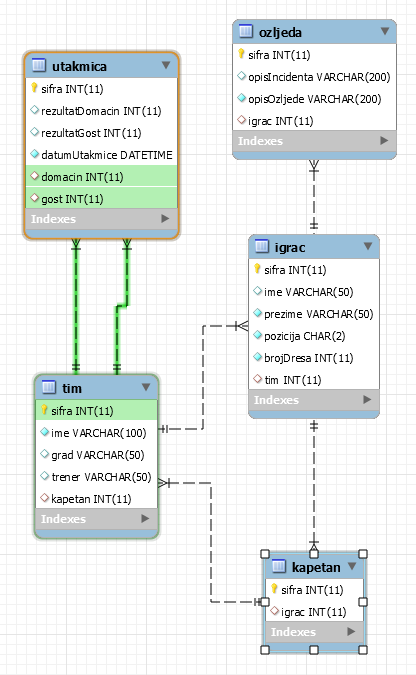 utakmica
sifra INT(11)
rezultatDomacin INT(11)
rezultatGost INT(11)
datumUtakmice DATETIME
domacin INT(11)
gost INT(11)
Indexes
ozljeda
sifra INT(11)
opisIncidenta VARCHAR(200)
opisOzljede VARCHAR(200)
igrac INT(11)
Indexes
igrac
sifra INT(11)
ime VARCHAR(50)
prezime VARCHAR(50)
pozicija CHAR(2)
brojDresa INT(11)
tim INT(11)
Indexes
tim
sifra INT(11)
ime VARCHAR(100)
grad VARCHAR(50)
trener VARCHAR(50)
kapetan INT(11)
Indexes
kapetan
sifra INT(11)
igrac INT(11)
Indexes